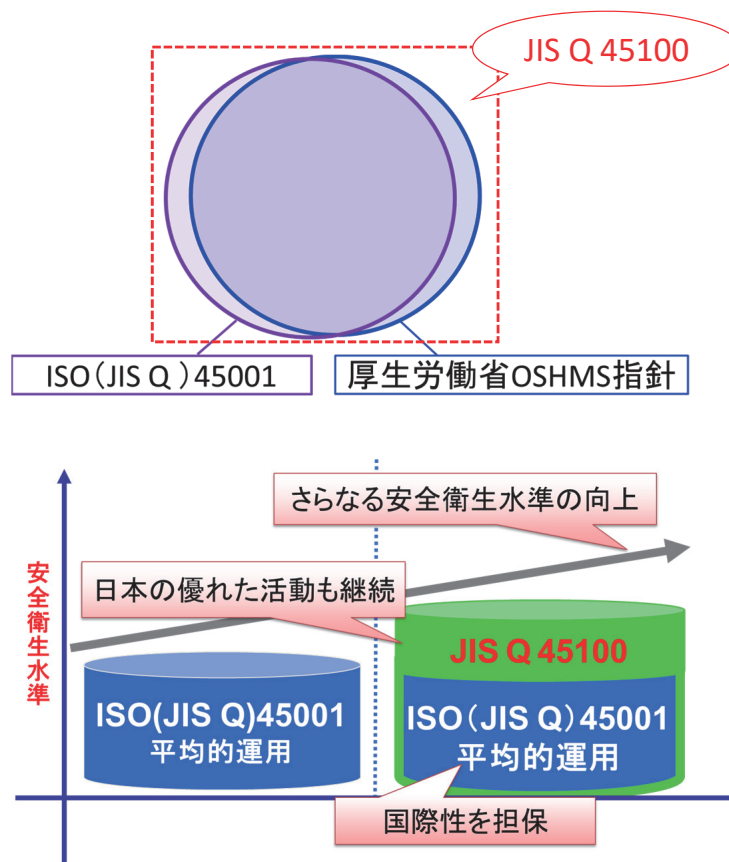 JIS Q 45100
ISO（JIS Q ）45001
厚生労働省OSHMS指針
さらなる安全衛生水準の向上
日本の優れた活動も継続
安全衛生水準
JIS Q 45100
ISO(JIS Q)45001
平均的運用
ISO（JIS Q）45001
平均的運用
国際性を担保